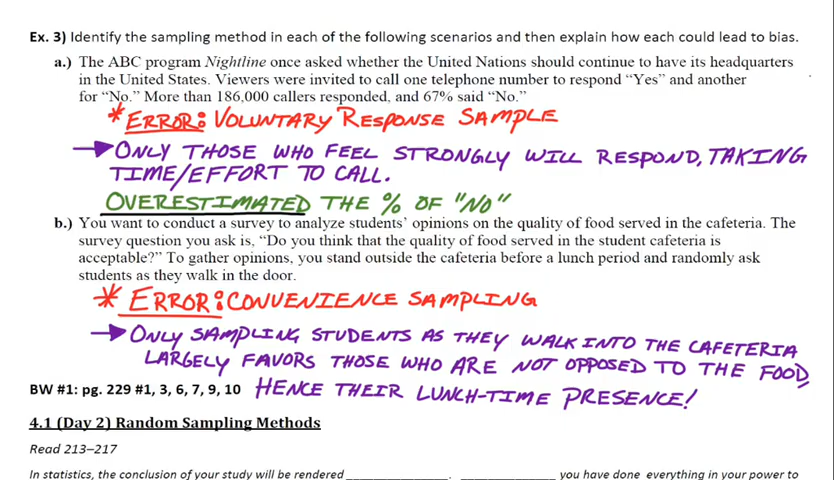 Ex. 3) Identify the sampling method in each of the following scenarios and then explain how each could lead to bias.
a.) The ABC program Nightline once asked whether the United Nations should continue to have its headquarters
in the United States. Viewers were invited to call one telephone number to respond “Yes” and another
for “No.” More than 186,000 callers responded, and 67% said “No.”
* ERROR: VOLUNTARY RESPONSE SAMPLE
→ ONLY THOSE WHO FEEL STRONGLY WILL RESPOND, TAKING
TIME/EFFORT TO CALL.
OVERESTIMATED THE % OF "NO"
b.) You want to conduct a survey to analyze students’ opinions on the quality of food served in the cafeteria. The
survey question you ask is, “Do you think that the quality of food served in the student cafeteria is
acceptable?” To gather opinions, you stand outside the cafeteria before a lunch period and randomly ask
students as they walk in the door.
* ERROR: CONVENIENCE SAMPLING
→ ONLY SAMPLING STUDENTS AS THEY WALK INTO THE CAFETERIA
LARGELY FAVORS THOSE WHO ARE NOT OPPOSED TO THE FOOD,
HENCE THEIR LUNCH-TIME PRESENCE!
BW #1: pg. 229 #1, 3, 6, 7, 9, 10
4.1 (Day 2) Random Sampling Methods
Read 213–217
In statistics, the conclusion of your study will be rendered ________________. ________________ you have done everything in your power to